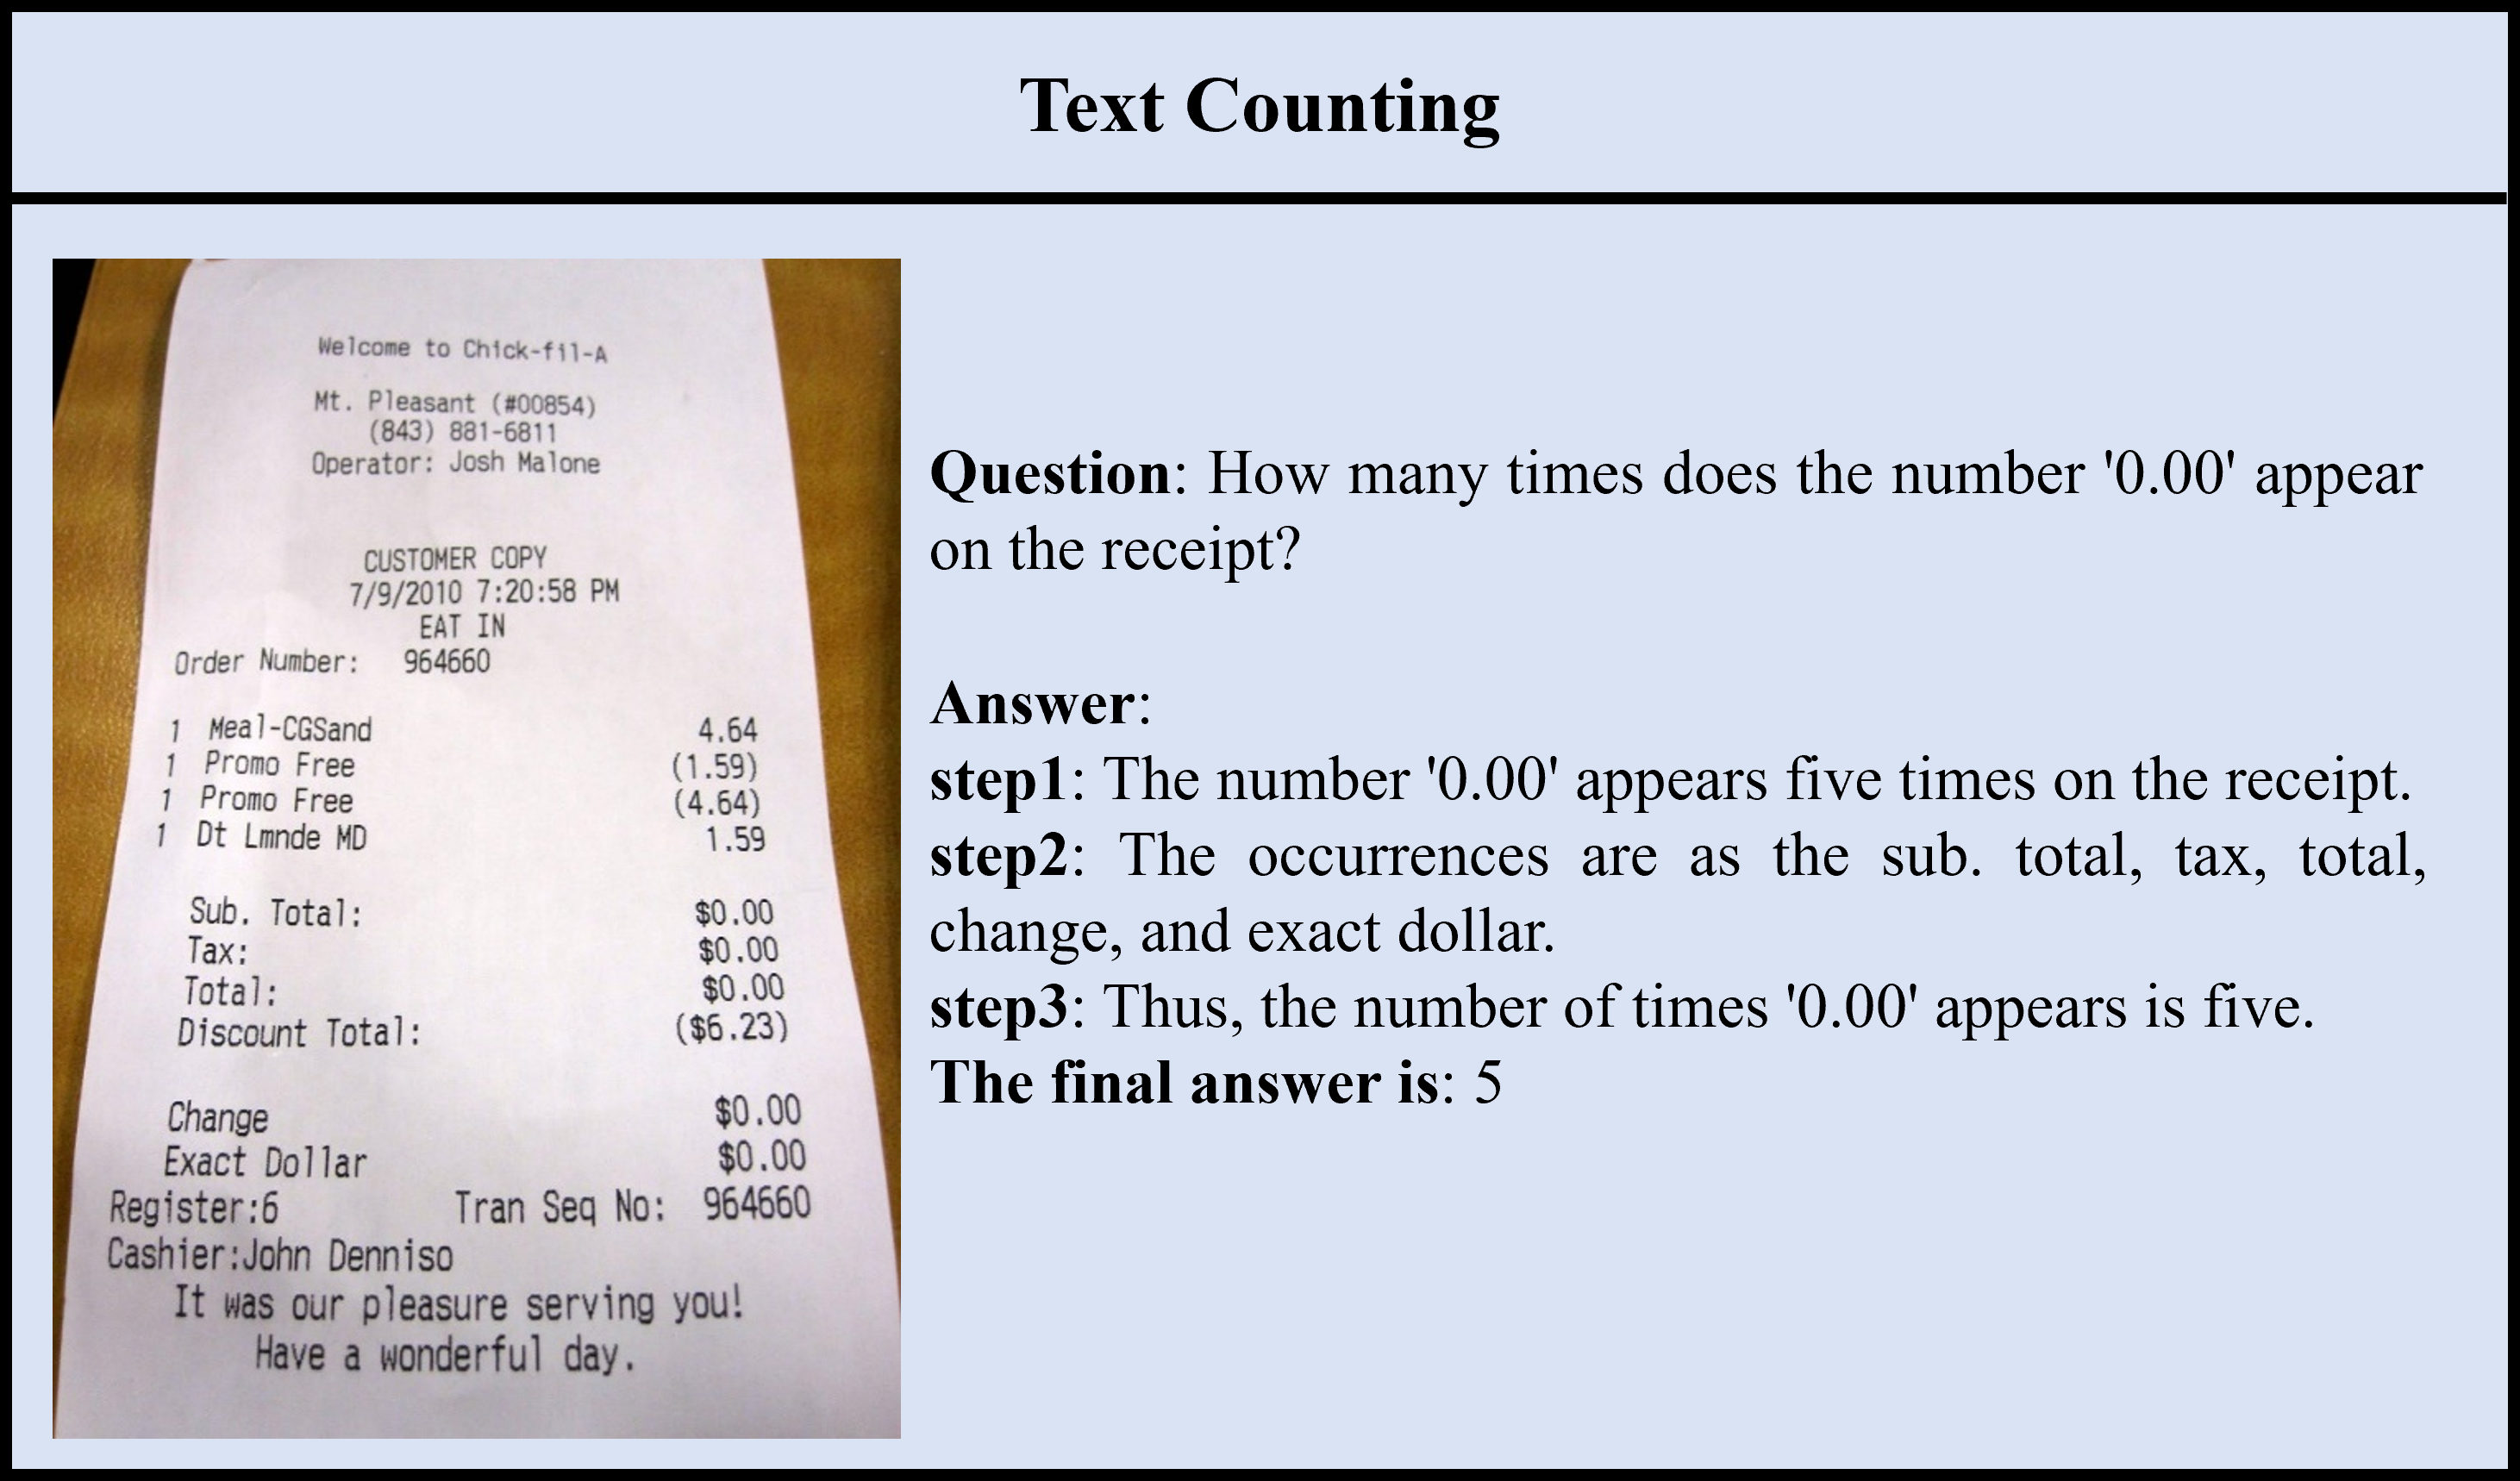 Text Counting
Welcome to Chick-fil-A
Mt. Pleasant (#00854)
(843) 881-6811
Operator: Josh Malone
CUSTOMER COPY
7/9/2010 7:20:58 PM
EAT IN
Order Number: 964660
1 Meal-CGSand 4.64
1 Promo Free (1.59)
1 Promo Free (4.64)
1 Dt Lmnde MD 1.59
Sub. Total: $0.00
Tax: $0.00
Total: $0.00
Discount Total: ($6.23)
Change $0.00
Exact Dollar $0.00
Register:6 Tran Seq No: 964660
Cashier:John Denniso
It was our pleasure serving you!
Have a wonderful day.
Question: How many times does the number '0.00' appear
on the receipt?
Answer:
step1: The number '0.00' appears five times on the receipt.
step2: The occurrences are as the sub. total, tax, total,
change, and exact dollar.
step3: Thus, the number of times '0.00' appears is five.
The final answer is: 5